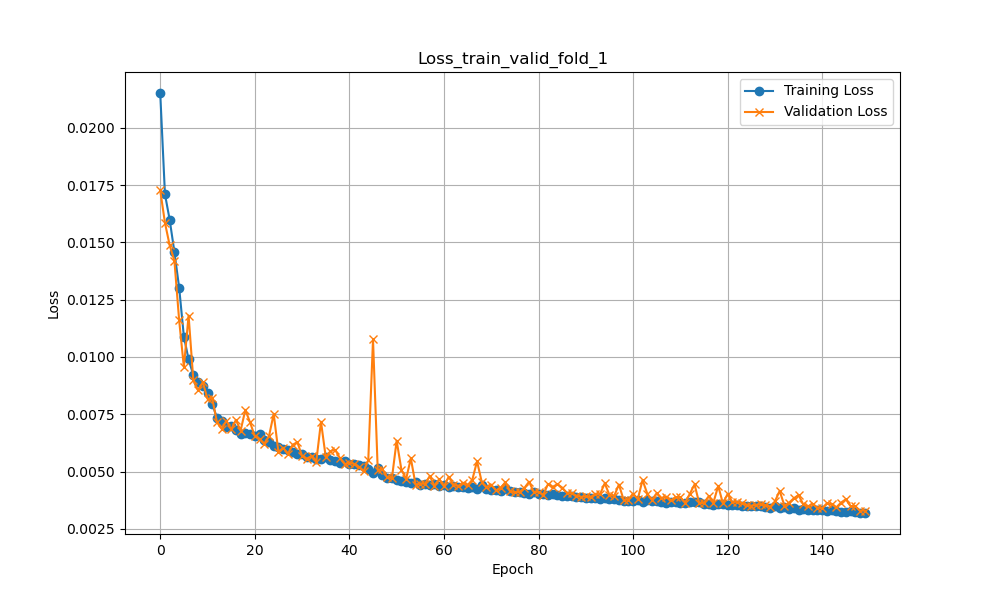 Loss_train_valid_fold_1
Training Loss
Validation Loss
0.0200
0.0175
0.0150
0.0125
0.0100
0.0075
0.0050
0.0025
Loss
0 20 40 60 80 100 120 140
Epoch